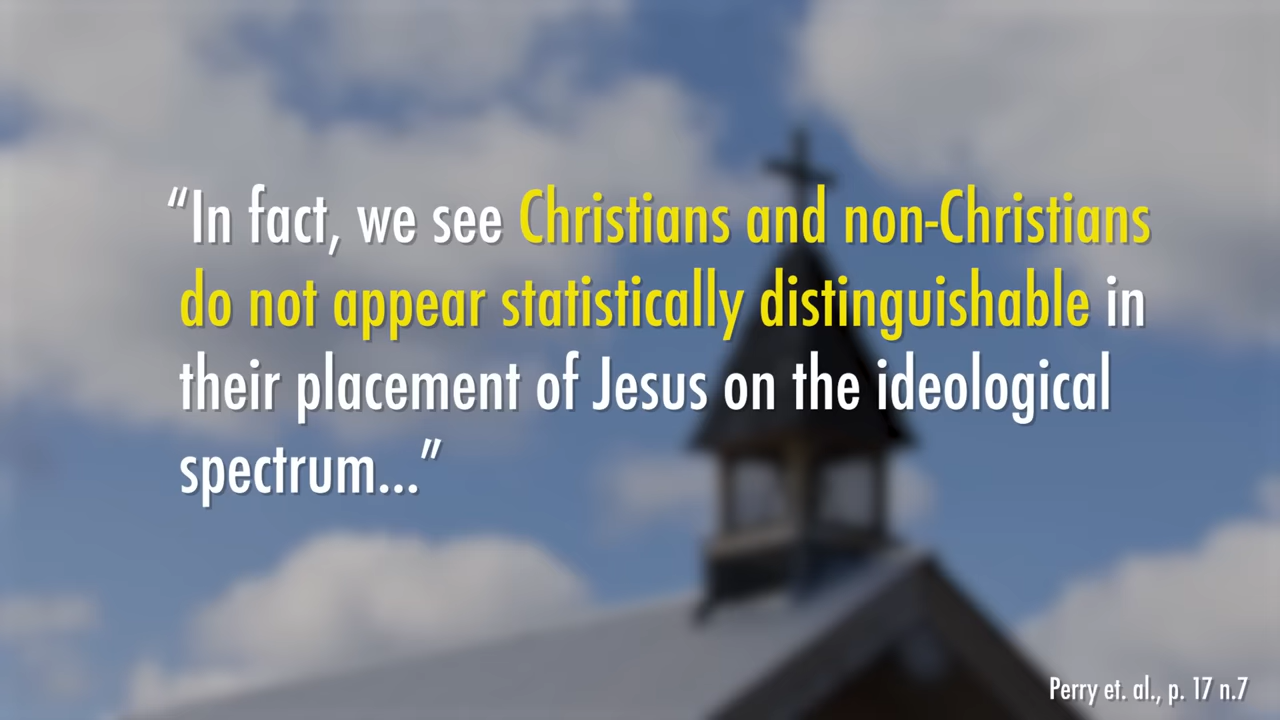 “In fact, we see Christians and non-Christians
do not appear statistically distinguishable in
their placement of Jesus on the ideological
spectrum...”
Perry et. al., p. 17 n.7